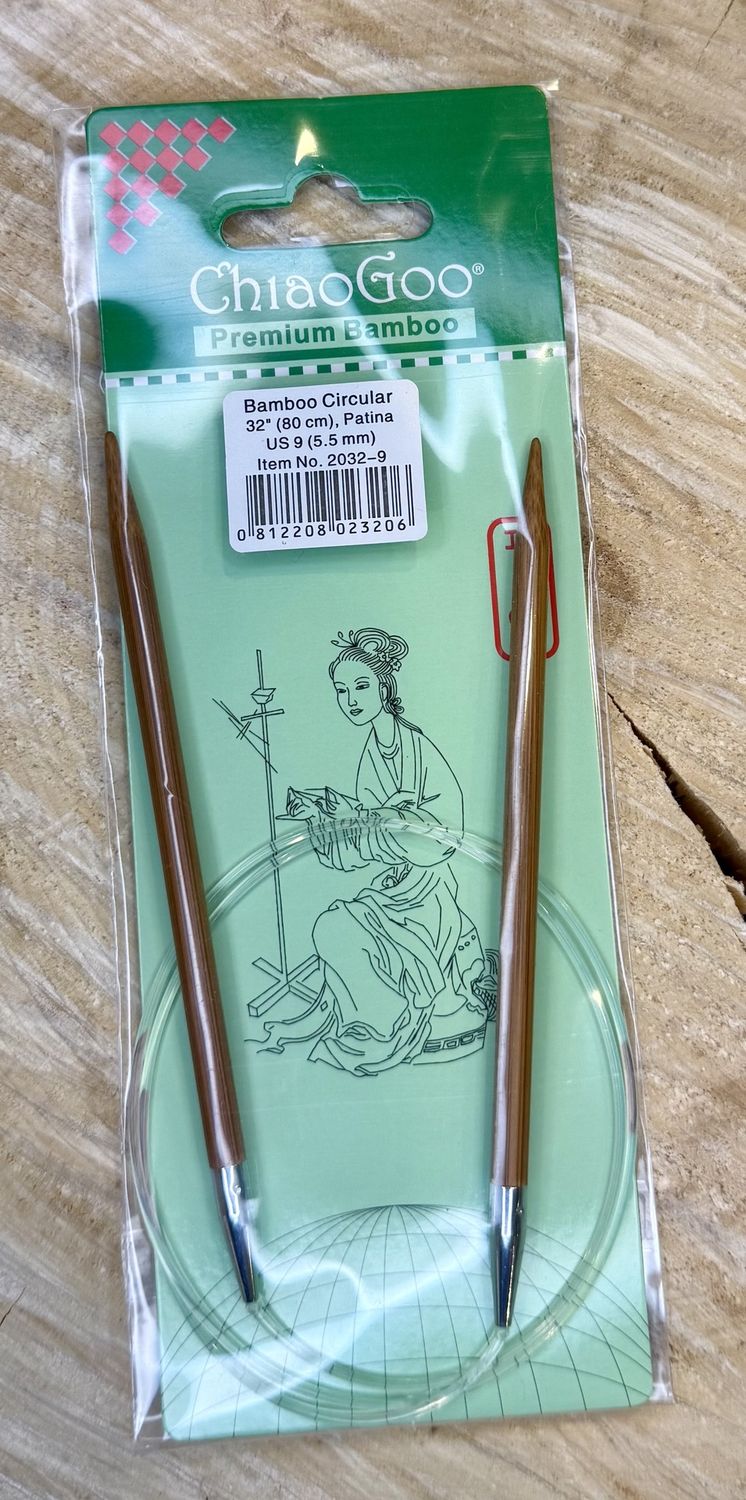 ChiaoGoo®
Premium Bamboo
Bamboo Circular
32" (80 cm), Patina
US 9 (5.5 mm)
Item No. 2032-9
0 812208 023206